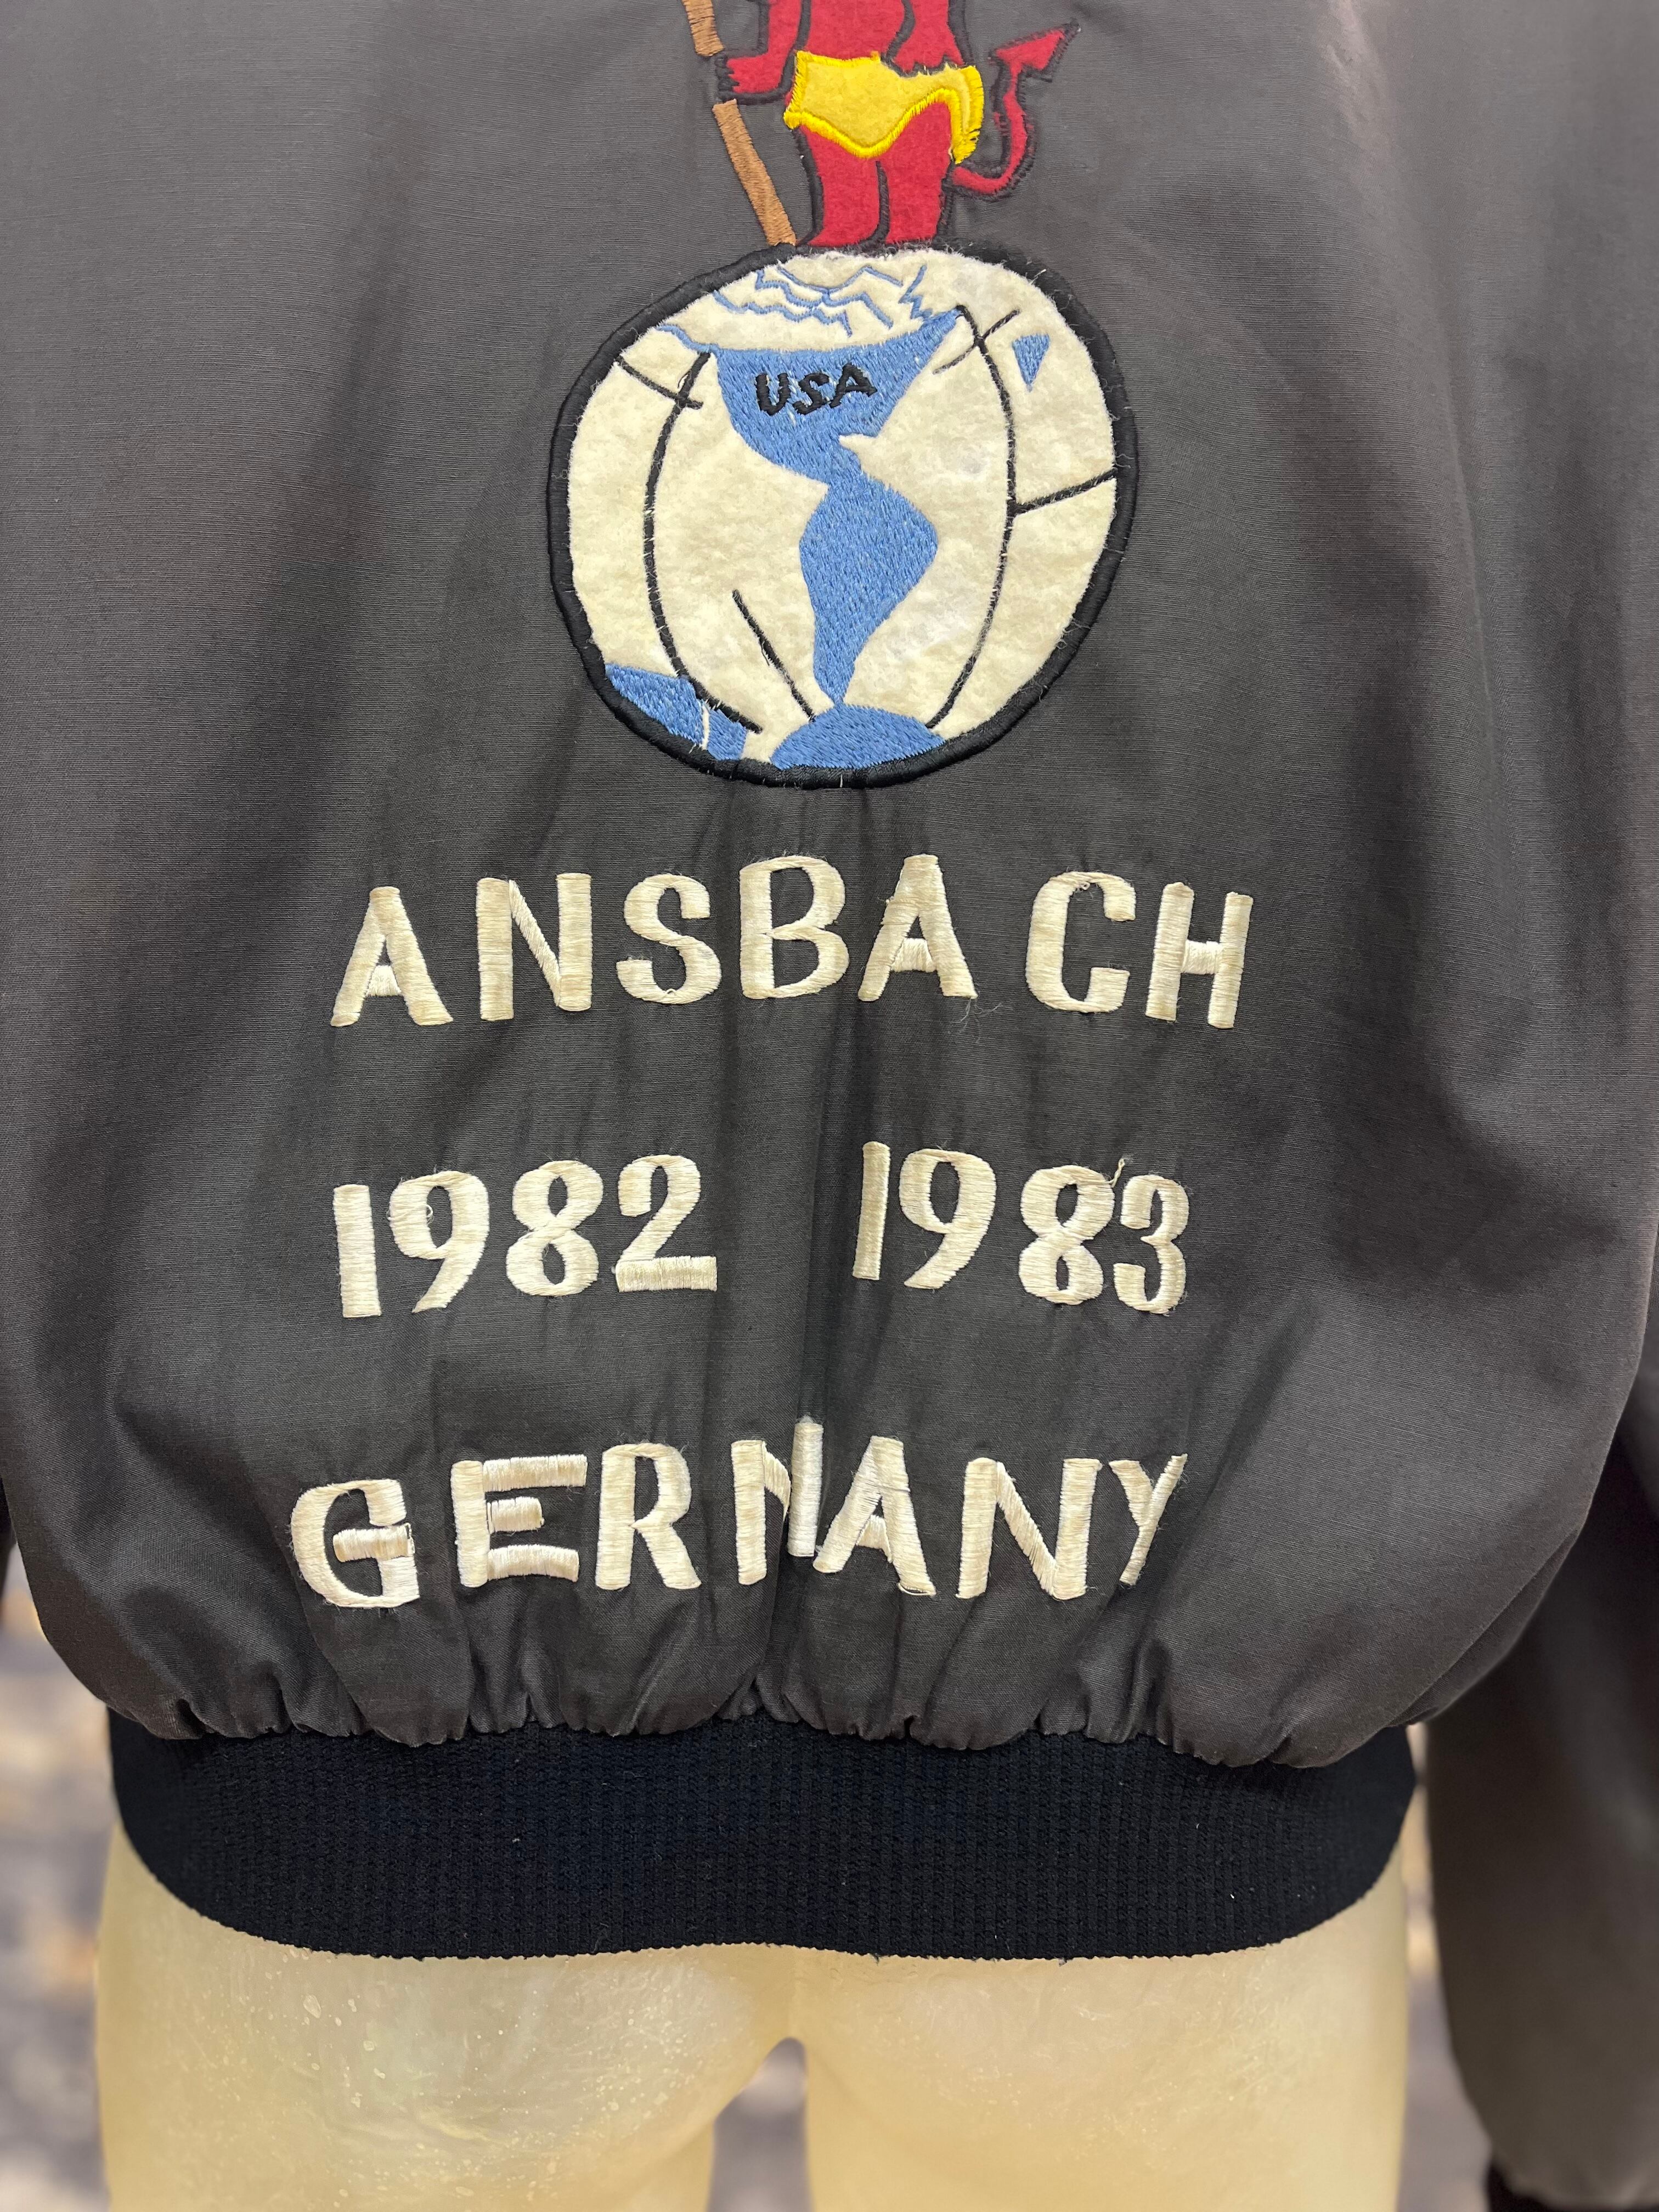 USA
ANSBACH
1982 1983
GERMANY